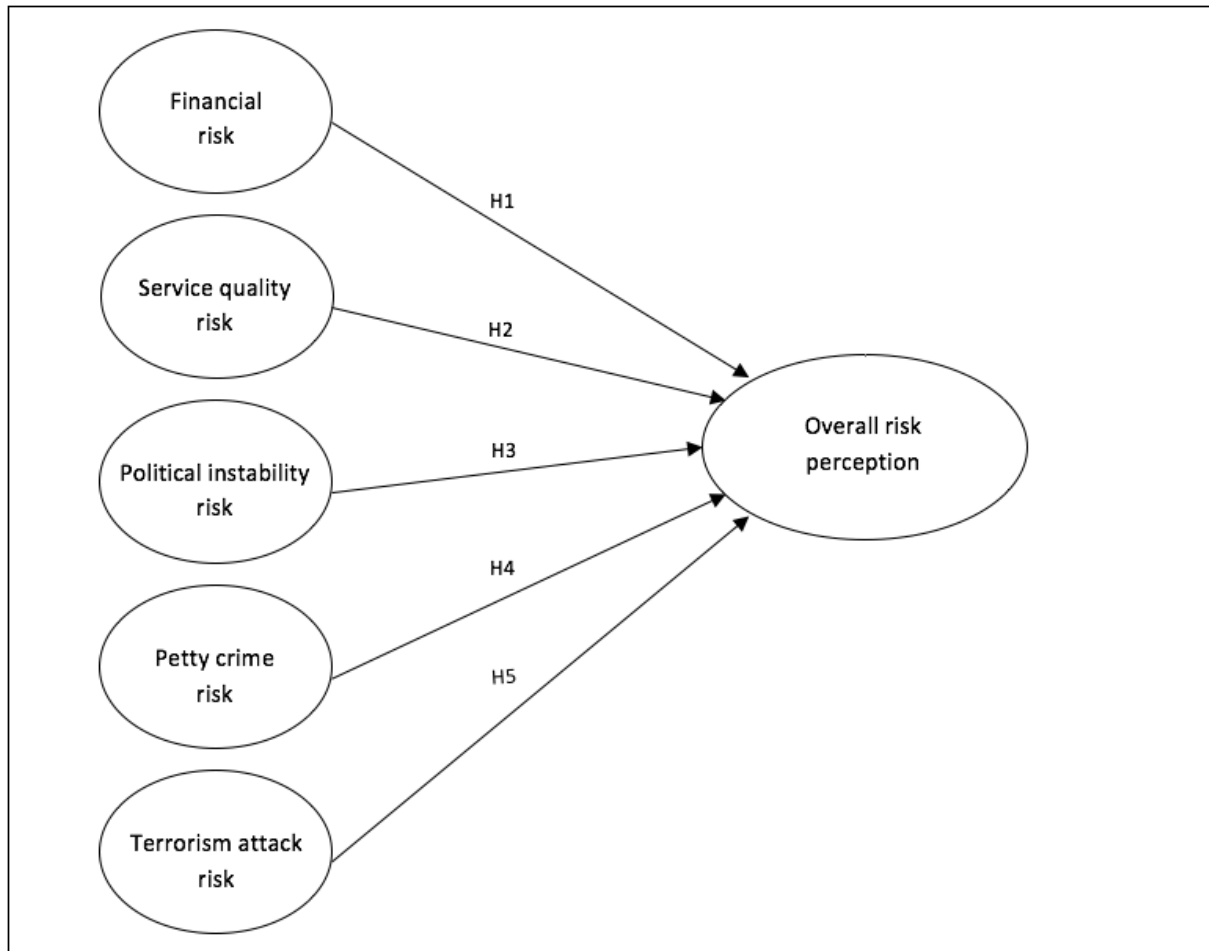 Financial
risk
H1
Service quality
risk
H2
Political instability
risk
H3
Petty crime
risk
H4
Terrorism attack
risk
H5
Overall risk
perception